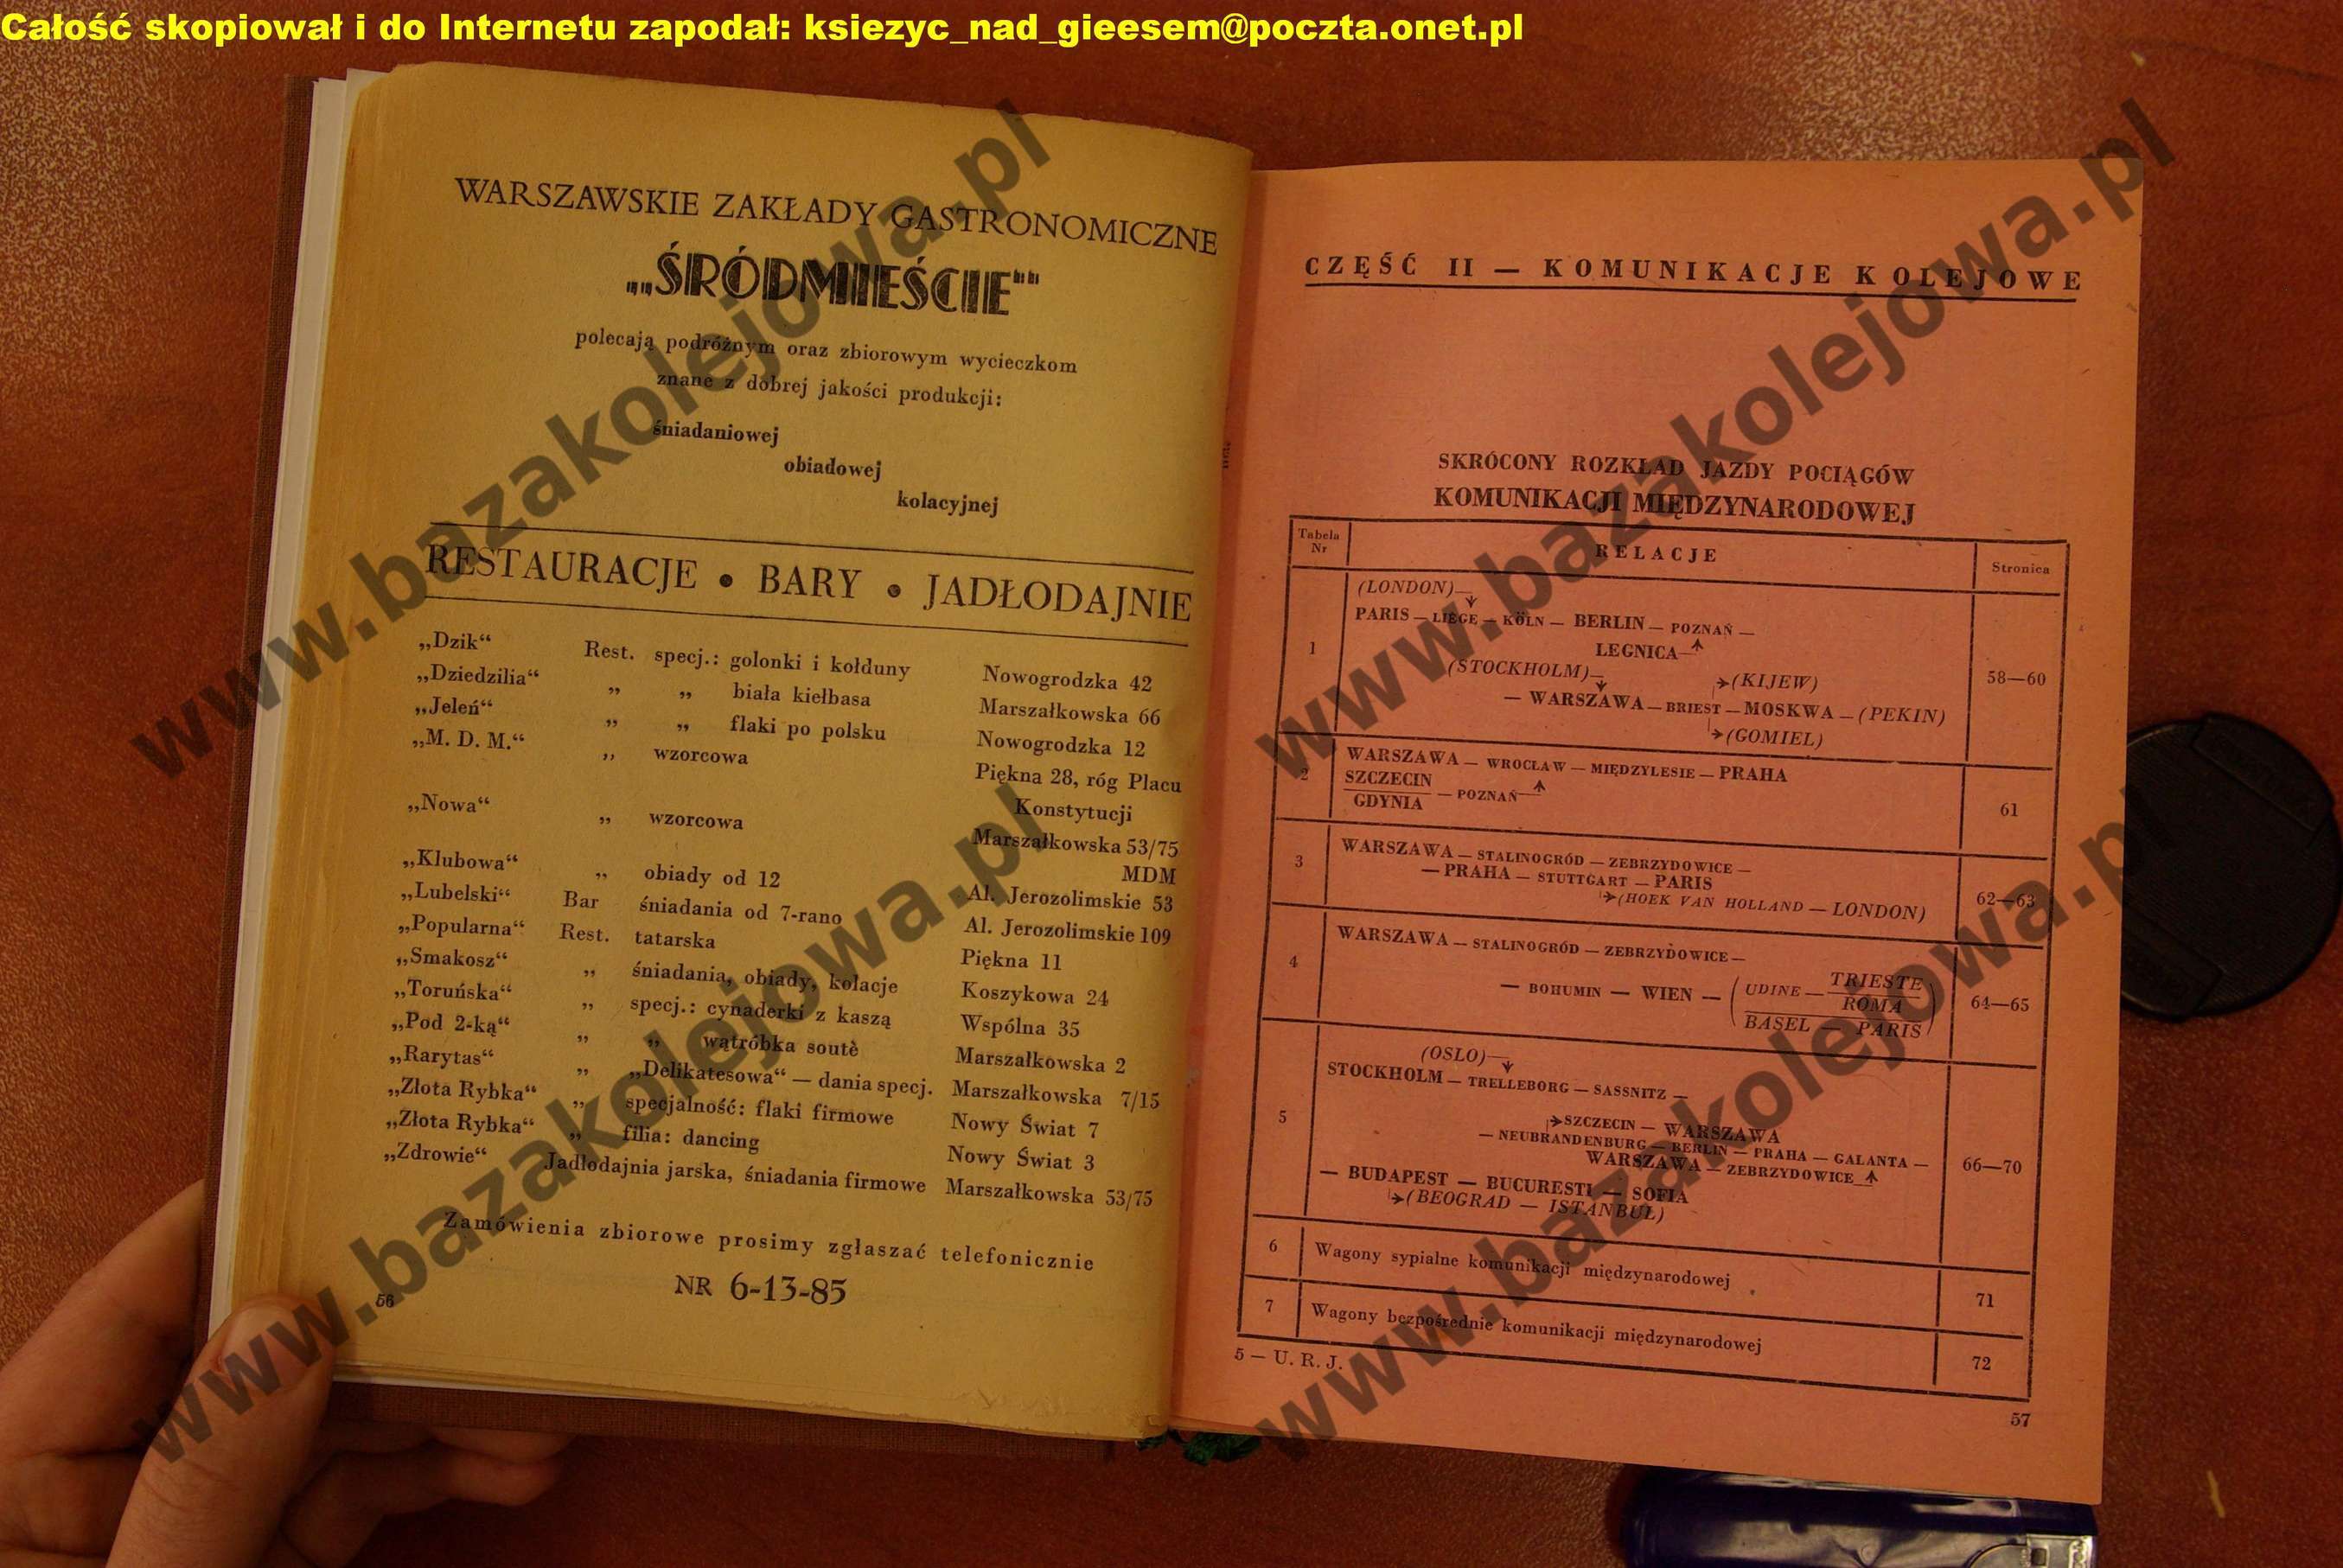 Całość skopiował i do Internetu zapodał: ksiezyc_nad_gieesem@poczta.onet.pl
WARSZAWSKIE ZAKŁADY GASTRONOMICZNE
„ŚRÓDMIEŚCIE“
polecają podróżnym oraz zbiorowym wycieczkom
znane z dobrej jakości produkcji:
śniadaniowej
obiadowej
kolacyjnej
RESTAURACJE • BARY • JADŁODAJNIE
„Dzik“ Rest. specj.: golonki i kołduny Nowogrodzka 42
„Dziedzilia“ „ „ biała kiełbasa Marszałkowska 66
„Jeleń“ „ „ flaki po polsku Nowogrodzka 12
„M. D. M.“ „ wzorcowa Piękna 28, róg Placu
Konstytucji
„Nowa“ „ wzorcowa Marszałkowska 53/75
MDM
„Klubowa“ „ obiady od 12 Al. Jerozolimskie 53
„Lubelski“ Bar śniadania od 7-rano Al. Jerozolimskie 109
„Popularna“ Rest. tatarska Piękna 11
„Smakosz“ „ śniadania, obiady, kolacje Koszykowa 24
„Toruńska“ „ specj.: cynaderki z kaszą Wspólna 35
„Pod 2-ką“ „ „ wątróbka soutè Marszałkowska 2
„Rarytas“ „ „Delikatesowa“ — dania specj. Marszałkowska 7/15
„Złota Rybka“ „ specjalność: flaki firmowe Nowy Świat 7
„Złota Rybka“ „ filia: dancing Nowy Świat 3
„Zdrowie“ Jadłodajnia jarska, śniadania firmowe Marszałkowska 53/75
Zamówienia zbiorowe prosimy zgłaszać telefonicznie
NR 6-13-85
56
CZĘŚĆ II — KOMUNIKACJE KOLEJOWE
SKRÓCONY ROZKŁAD JAZDY POCIĄGÓW
KOMUNIKACJI MIĘDZYNARODOWEJ
Tabela Nr RELACJE Stronica
(LONDON)—
PARIS — LIEGE — KÖLN — BERLIN — POZNAŃ —
LEGNICA—
1 58—60
(STOCKHOLM)— (KIJEW)
— WARSZAWA — BRIEST — MOSKWA — (PEKIN)
(GOMIEL)
WARSZAWA — WROCŁAW — MIĘDZYLESIE — PRAHA
2 SZCZECIN
GDYNIA — POZNAŃ— 61
3 WARSZAWA — STALINOGRÓD — ZEBRZYDOWICE —
— PRAHA — STUTTGART — PARIS
(HOEK VAN HOLLAND — LONDON) 62—63
WARSZAWA — STALINOGRÓD — ZEBRZYDOWICE —
4 — BOHUMIN — WIEN — (UDINE — TRIESTE
ROMA 64—65
BASEL — PARIS)
(OSLO)—
STOCKHOLM — TRELLEBORG — SASSNITZ —
5 SZCZECIN — WARSZAWA
— NEUBRANDENBURG — BERLIN — PRAHA — GALANTA —
WARSZAWA — ZEBRZYDOWICE 66—70
— BUDAPEST — BUCURESTI — SOFIA
(BEOGRAD — ISTANBUL)
6 Wagony sypialne komunikacji międzynarodowej 71
7 Wagony bezpośrednie komunikacji międzynarodowej 72
5 — U. R. J.
57
www.bazakolejowa.pl
www.bazakolejowa.pl
www.bazakolejowa.pl
www.bazakolejowa.pl